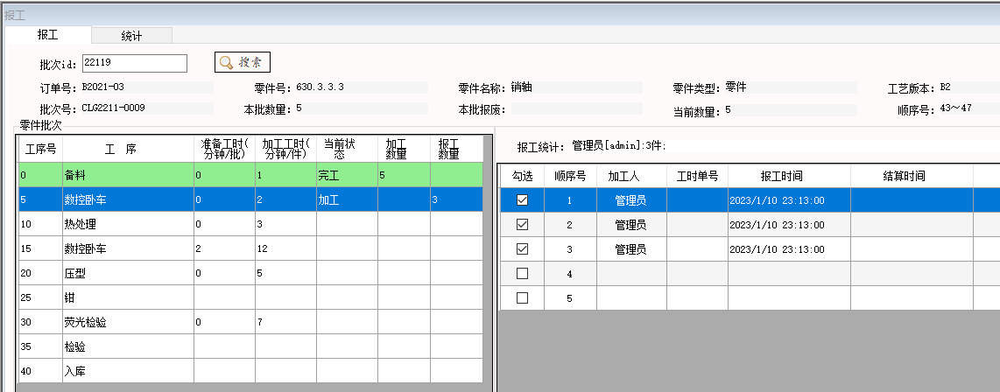 报工
报工 统计
批次id: 22119 搜索
订单号: B2021-03 零件号: 630.3.3.3 零件名称: 销轴 零件类型: 零件 工艺版本: B2
批次号: CLG2211-0009 本批数量: 5 本批报废: 当前数量: 5 顺序号: 43～47
零件批次
工序号 工 序 准备工时(分钟/批) 加工工时(分钟/件) 当前状态 加工数量 报工数量
0 备料 0 1 完工 5
5 数控卧车 0 2 加工 3
10 热处理 0 3
15 数控卧车 2 12
20 压型 0 5
25 钳
30 荧光检验 0 7
35 检验
40 入库
报工统计: 管理员[admin]:3件;
勾选 顺序号 加工人 工时单号 报工时间 结算时间
1 管理员 2023/1/10 23:13:00
2 管理员 2023/1/10 23:13:00
3 管理员 2023/1/10 23:13:00
4
5